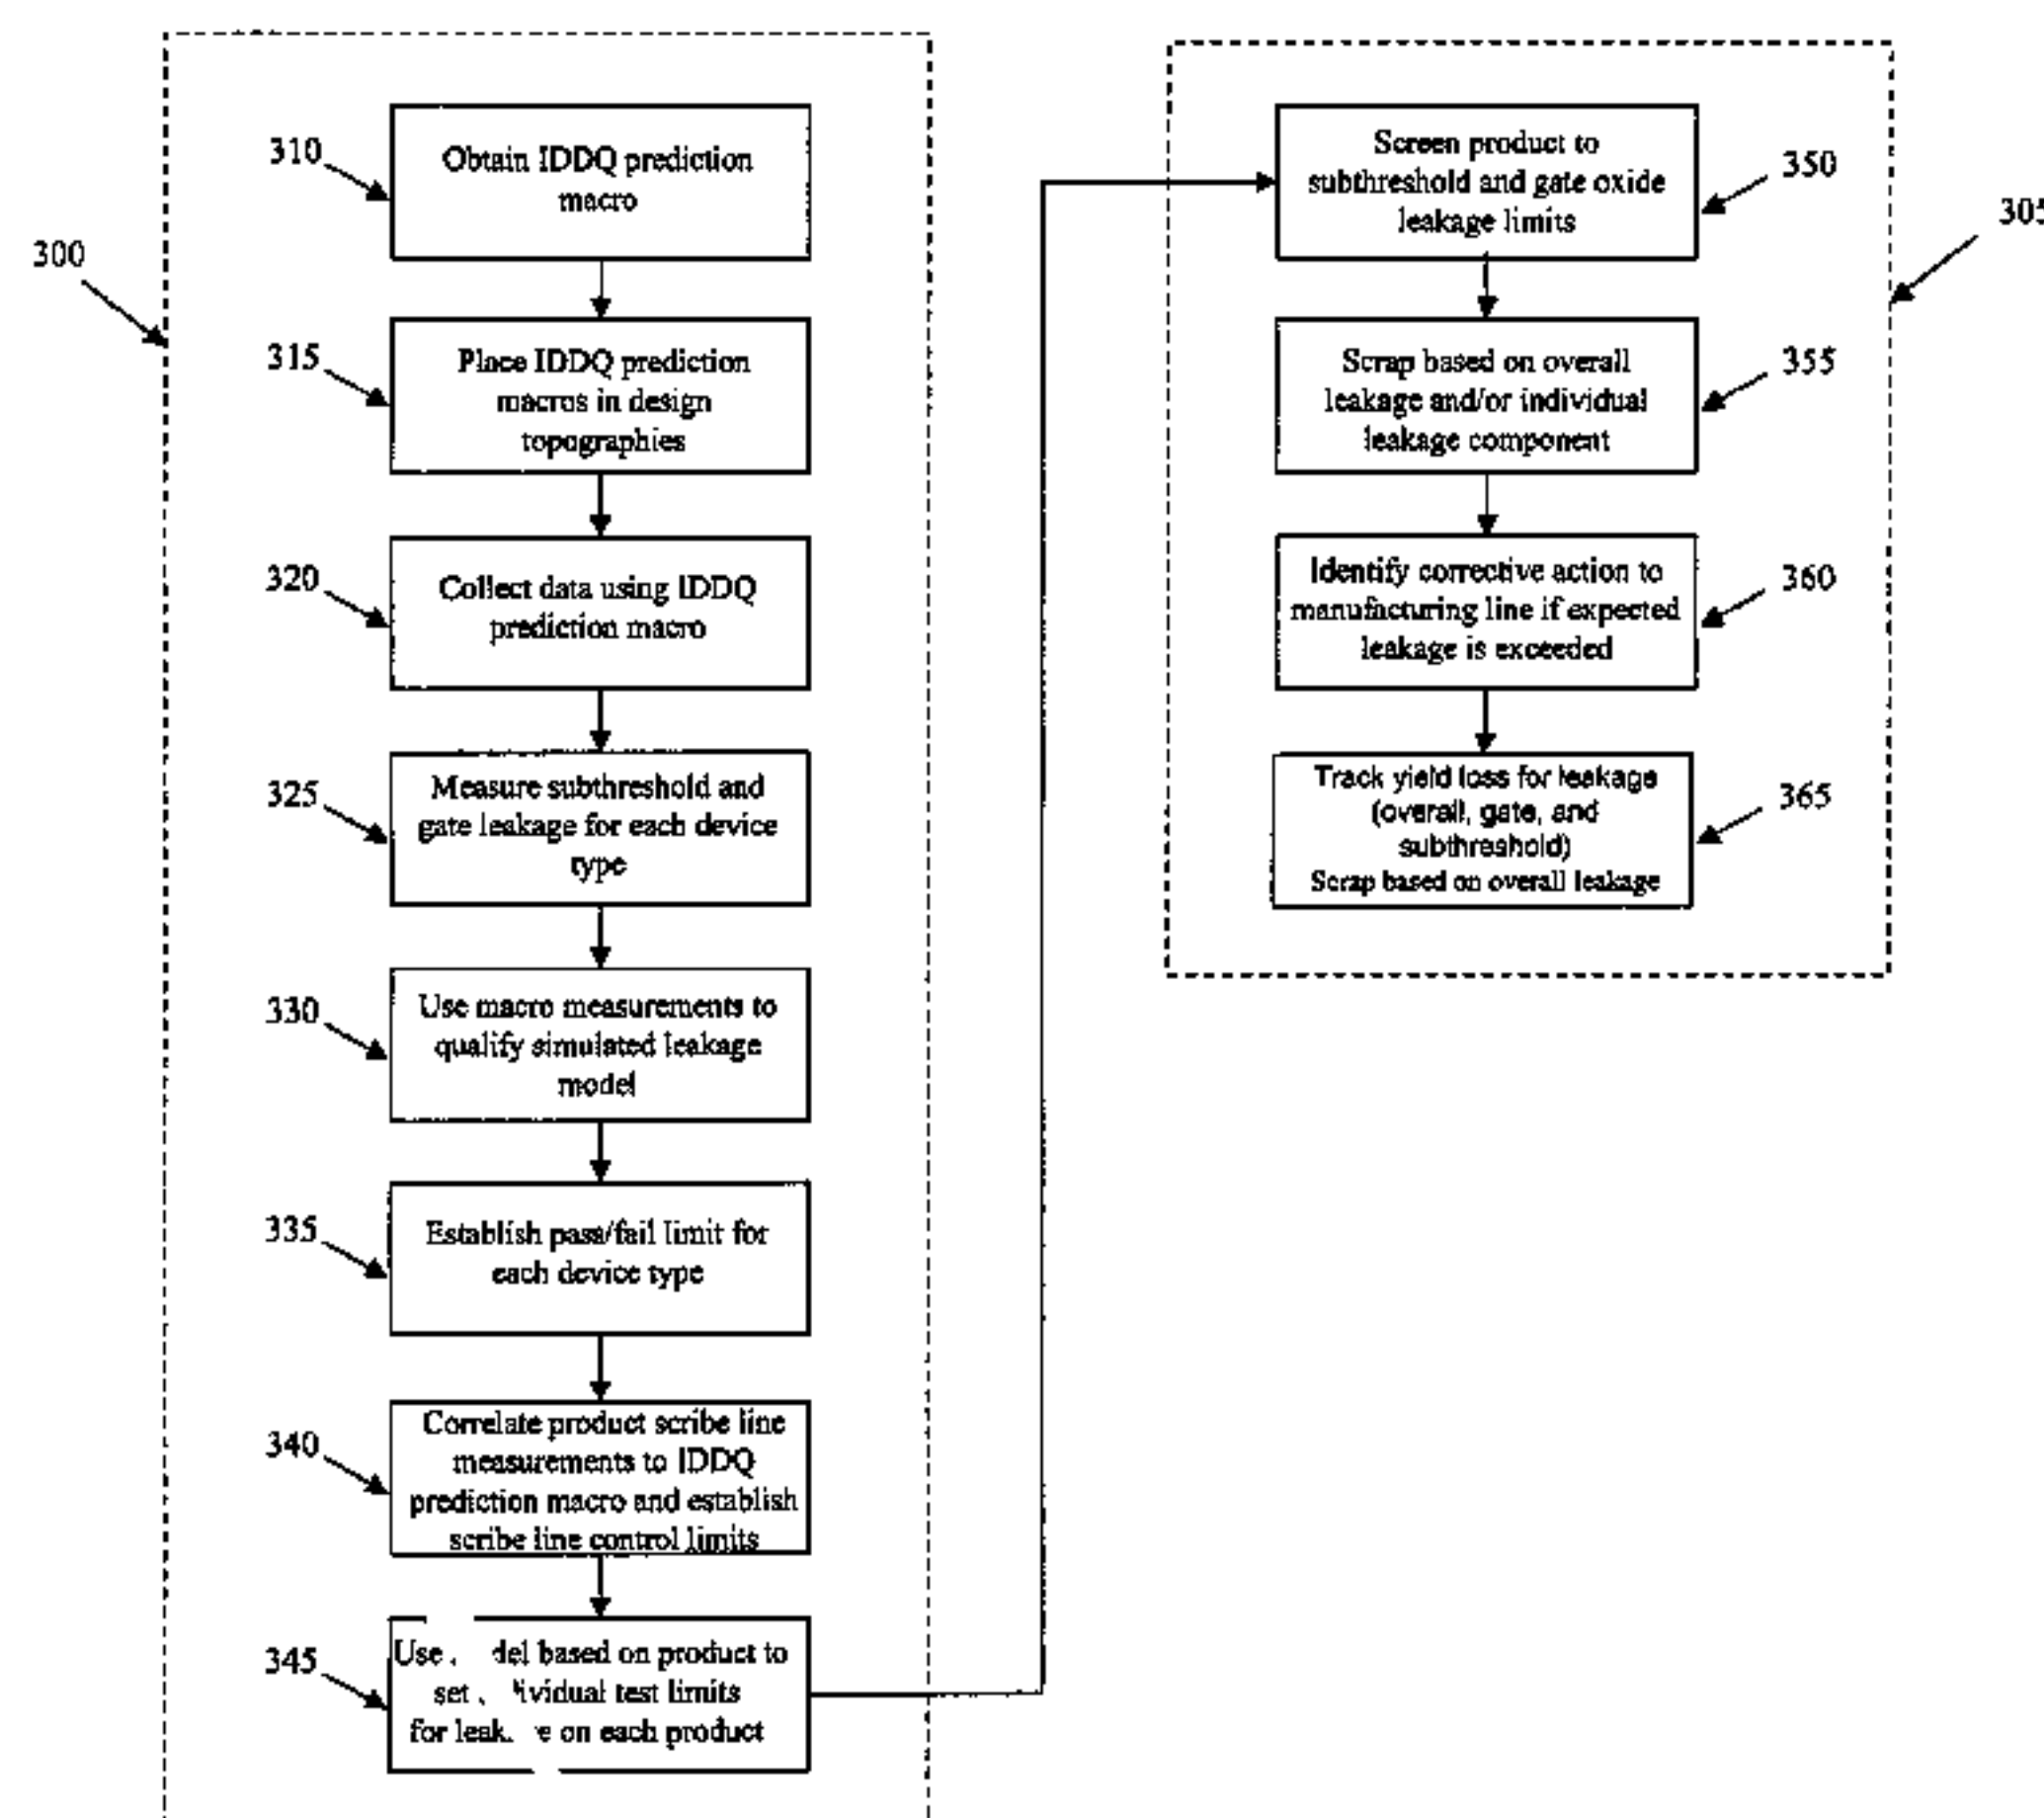 300
310
Obtain IDDQ prediction
macro
315
Place IDDQ prediction
macros in design
topographies
320
Collect data using IDDQ
prediction macro
325
Measure subthreshold and
gate leakage for each device
type
330
Use macro measurements to
qualify simulated leakage
model
335
Establish pass/fail limit for
each device type
340
Correlate product scribe line
measurements to IDDQ
prediction macro and establish
scribe line control limits
345
Use based on product to
set test limits
for on each product
305
350
Screen product to
subthreshold and gate oxide
leakage limits
355
Scrap based on overall
leakage and/or individual
leakage component
360
Identify corrective action to
manufacturing line if expected
leakage is exceeded
365
Track yield loss for leakage
(overall, gate, and
subthreshold)
Scrap based on overall leakage